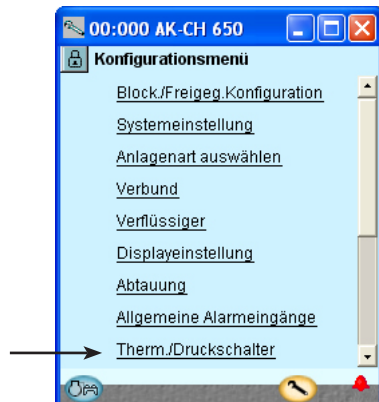 00:000 AK-CH 650
Konfigurationsmenü
Block./Freigeg.Konfiguration
Systemeinstellung
Anlagenart auswählen
Verbund
Verflüssiger
Displayeinstellung
Abtauung
Allgemeine Alarmeingänge
Therm./Druckschalter